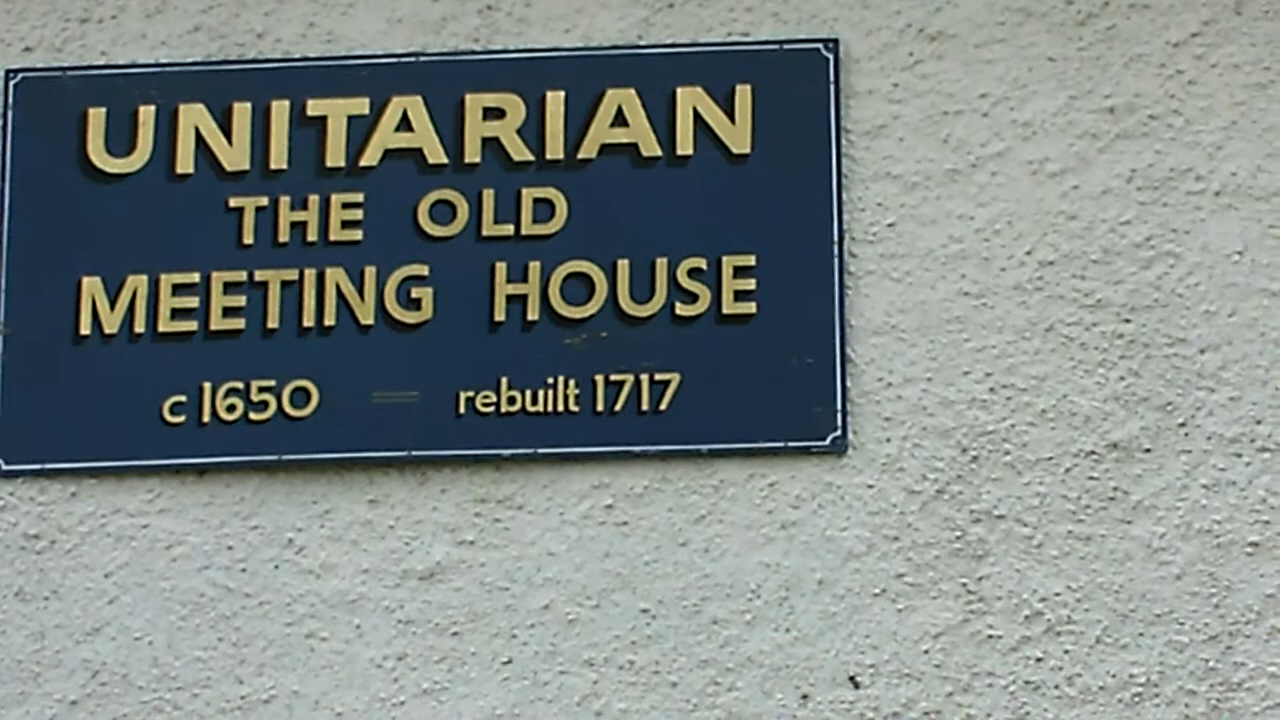 UNITARIAN
THE OLD
MEETING HOUSE
c 1650 — rebuilt 1717